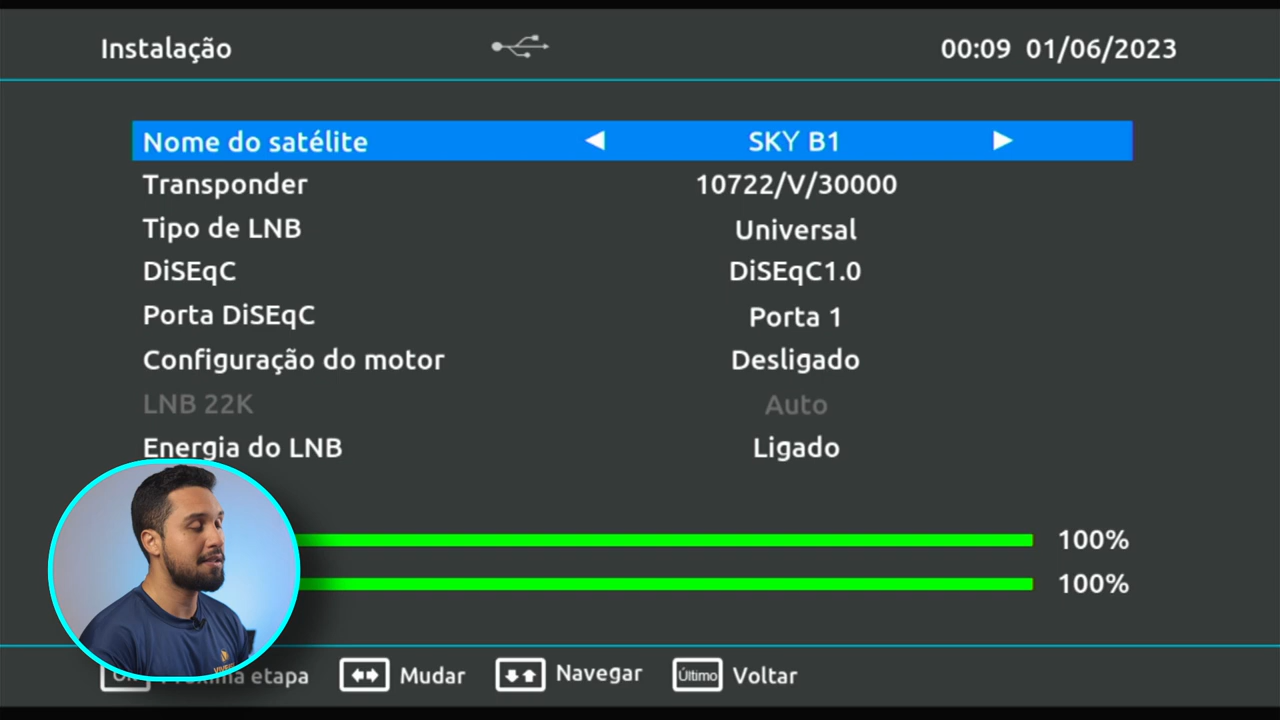 Instalação 00:09 01/06/2023
Nome do satélite SKY B1
Transponder 10722/V/30000
Tipo de LNB Universal
DiSEqC DiSEqC1.0
Porta DiSEqC Porta 1
Configuração do motor Desligado
LNB 22K Auto
Energia do LNB Ligado
100%
100%
Próxima etapa Mudar Navegar Último Voltar